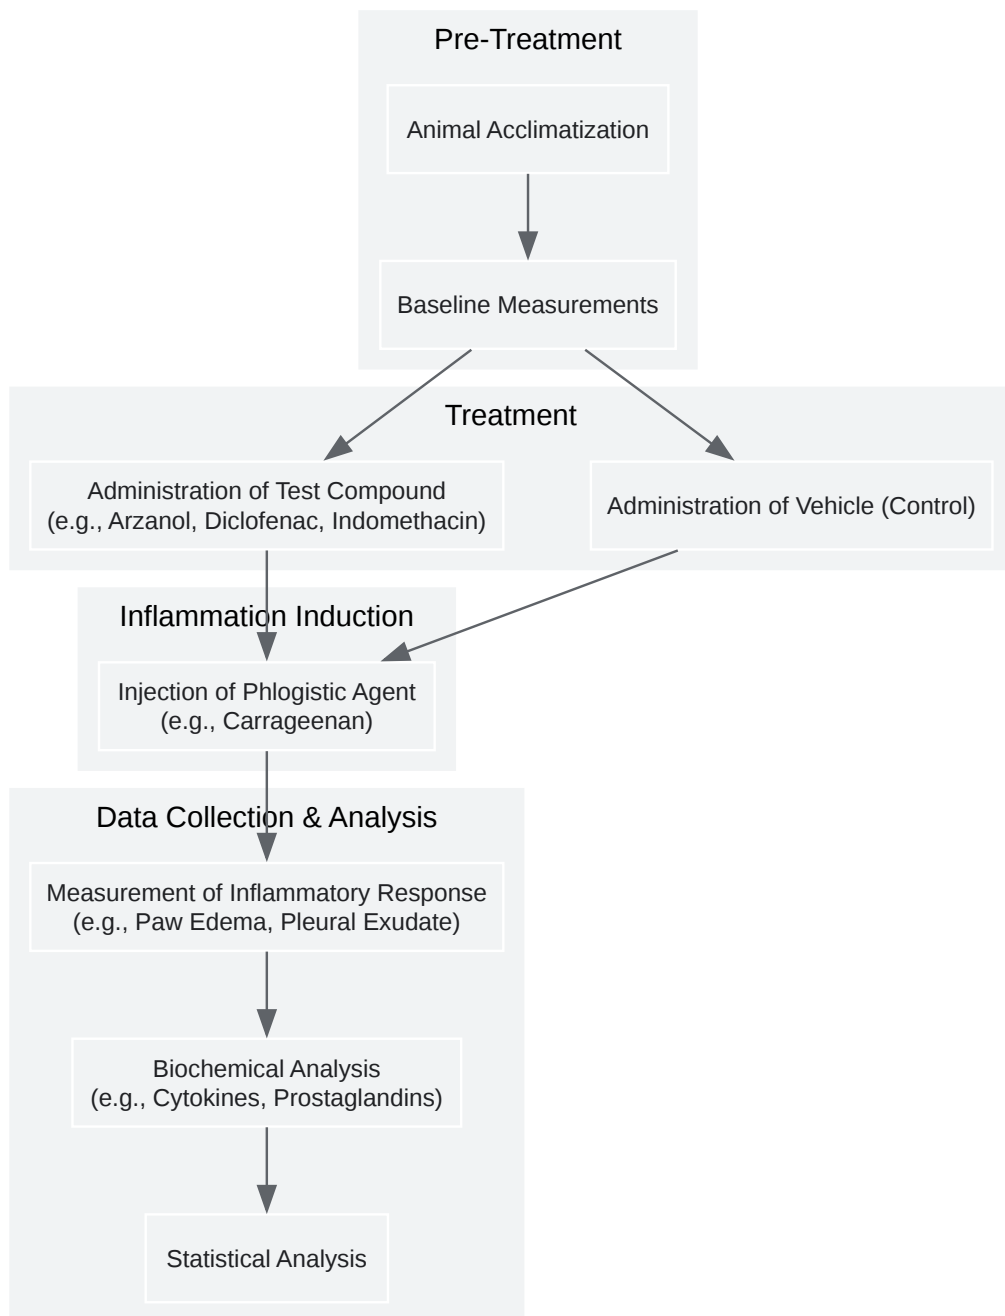 Pre-Treatment
Animal Acclimatization
Baseline Measurements
Treatment
Administration of Test Compound
(e.g., Arzanol, Diclofenac, Indomethacin)
Administration of Vehicle (Control)
Inflammation Induction
Injection of Phlogistic Agent
(e.g., Carrageenan)
Data Collection & Analysis
Measurement of Inflammatory Response
(e.g., Paw Edema, Pleural Exudate)
Biochemical Analysis
(e.g., Cytokines, Prostaglandins)
Statistical Analysis